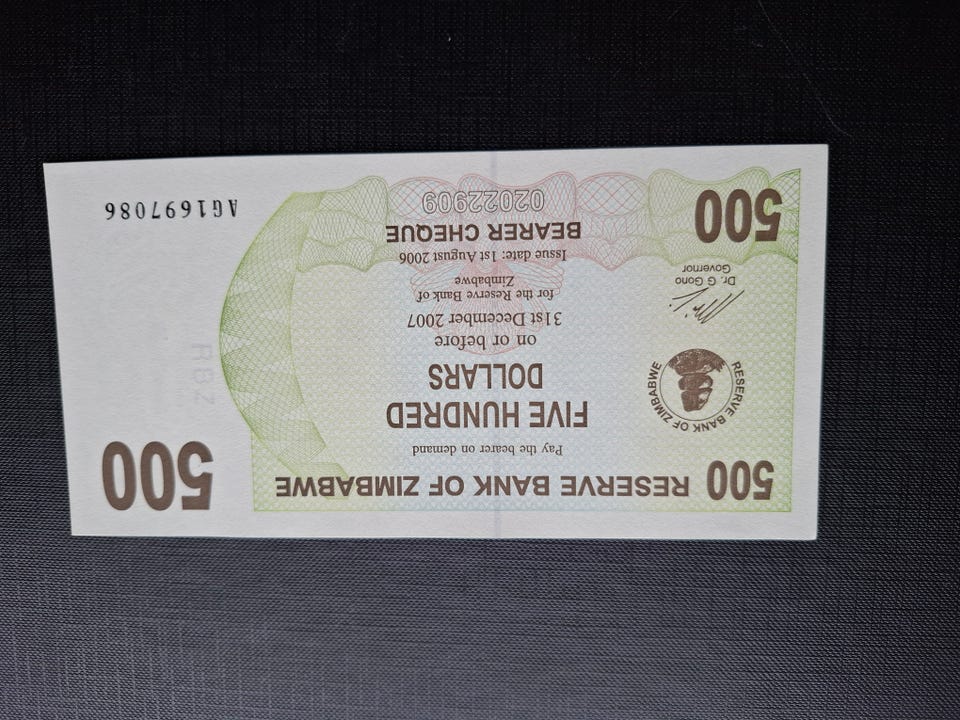 500 RESERVE BANK OF ZIMBABWE
500
Pay the bearer on demand
FIVE HUNDRED
DOLLARS
on or before
31st December 2007
for the Reserve Bank of
Zimbabwe
Issue date: 1st August 2006
BEARER CHEQUE
02022909
RESERVE BANK OF ZIMBABWE
Dr. G Gono
Governor
500
RBZ
AG1697086